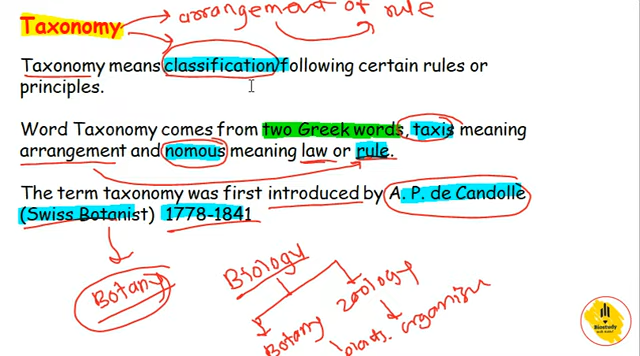 arrangement of rule
Taxonomy
Taxonomy means classification following certain rules or
principles.
Word Taxonomy comes from two Greek words, taxis meaning
arrangement and nomous meaning law or rule.
The term taxonomy was first introduced by A. P. de Candolle
(Swiss Botanist) 1778-1841
Biology
Botany
Botany zoology
organism
Biostudy